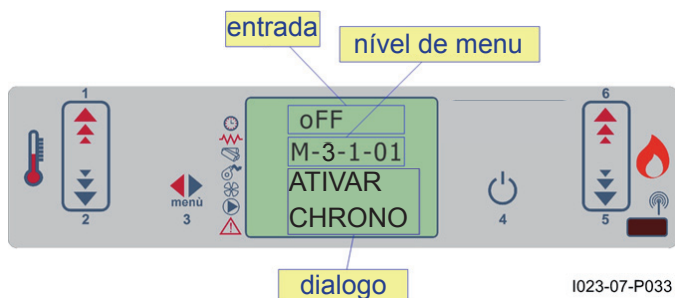 entrada
nível de menu
1
6
oFF
M-3-1-01
ATIVAR
CHRONO
menù
2
3
4
5
dialogo
I023-07-P033